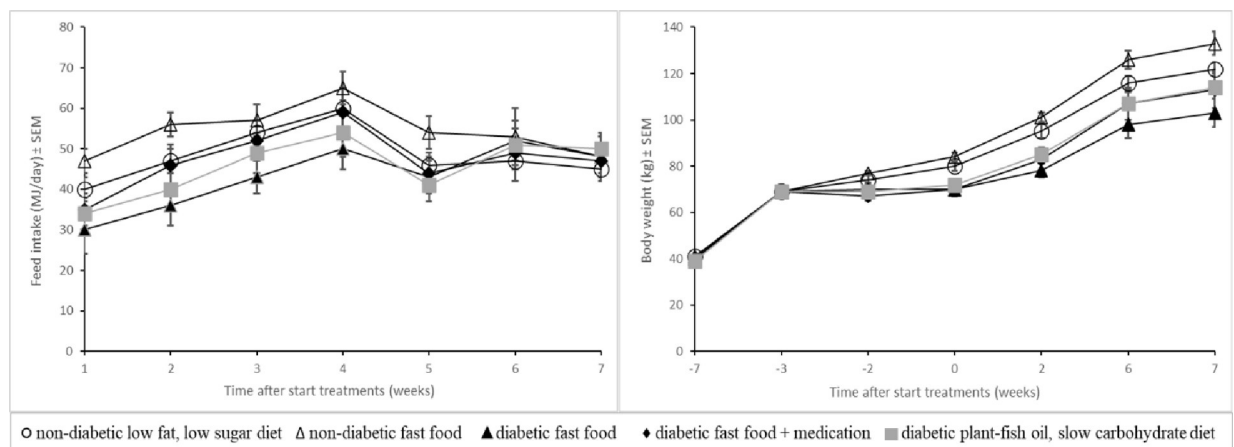 80
70
60
50
40
30
20
10
0
Feed intake (MJ/day) ± SEM
1 2 3 4 5 6 7
Time after start treatments (weeks)
140
120
100
80
60
40
20
0
Body weight (kg) ± SEM
-7 -3 -2 0 2 6 7
Time after start treatments (weeks)
non-diabetic low fat, low sugar diet non-diabetic fast food diabetic fast food diabetic fast food + medication diabetic plant-fish oil, slow carbohydrate diet